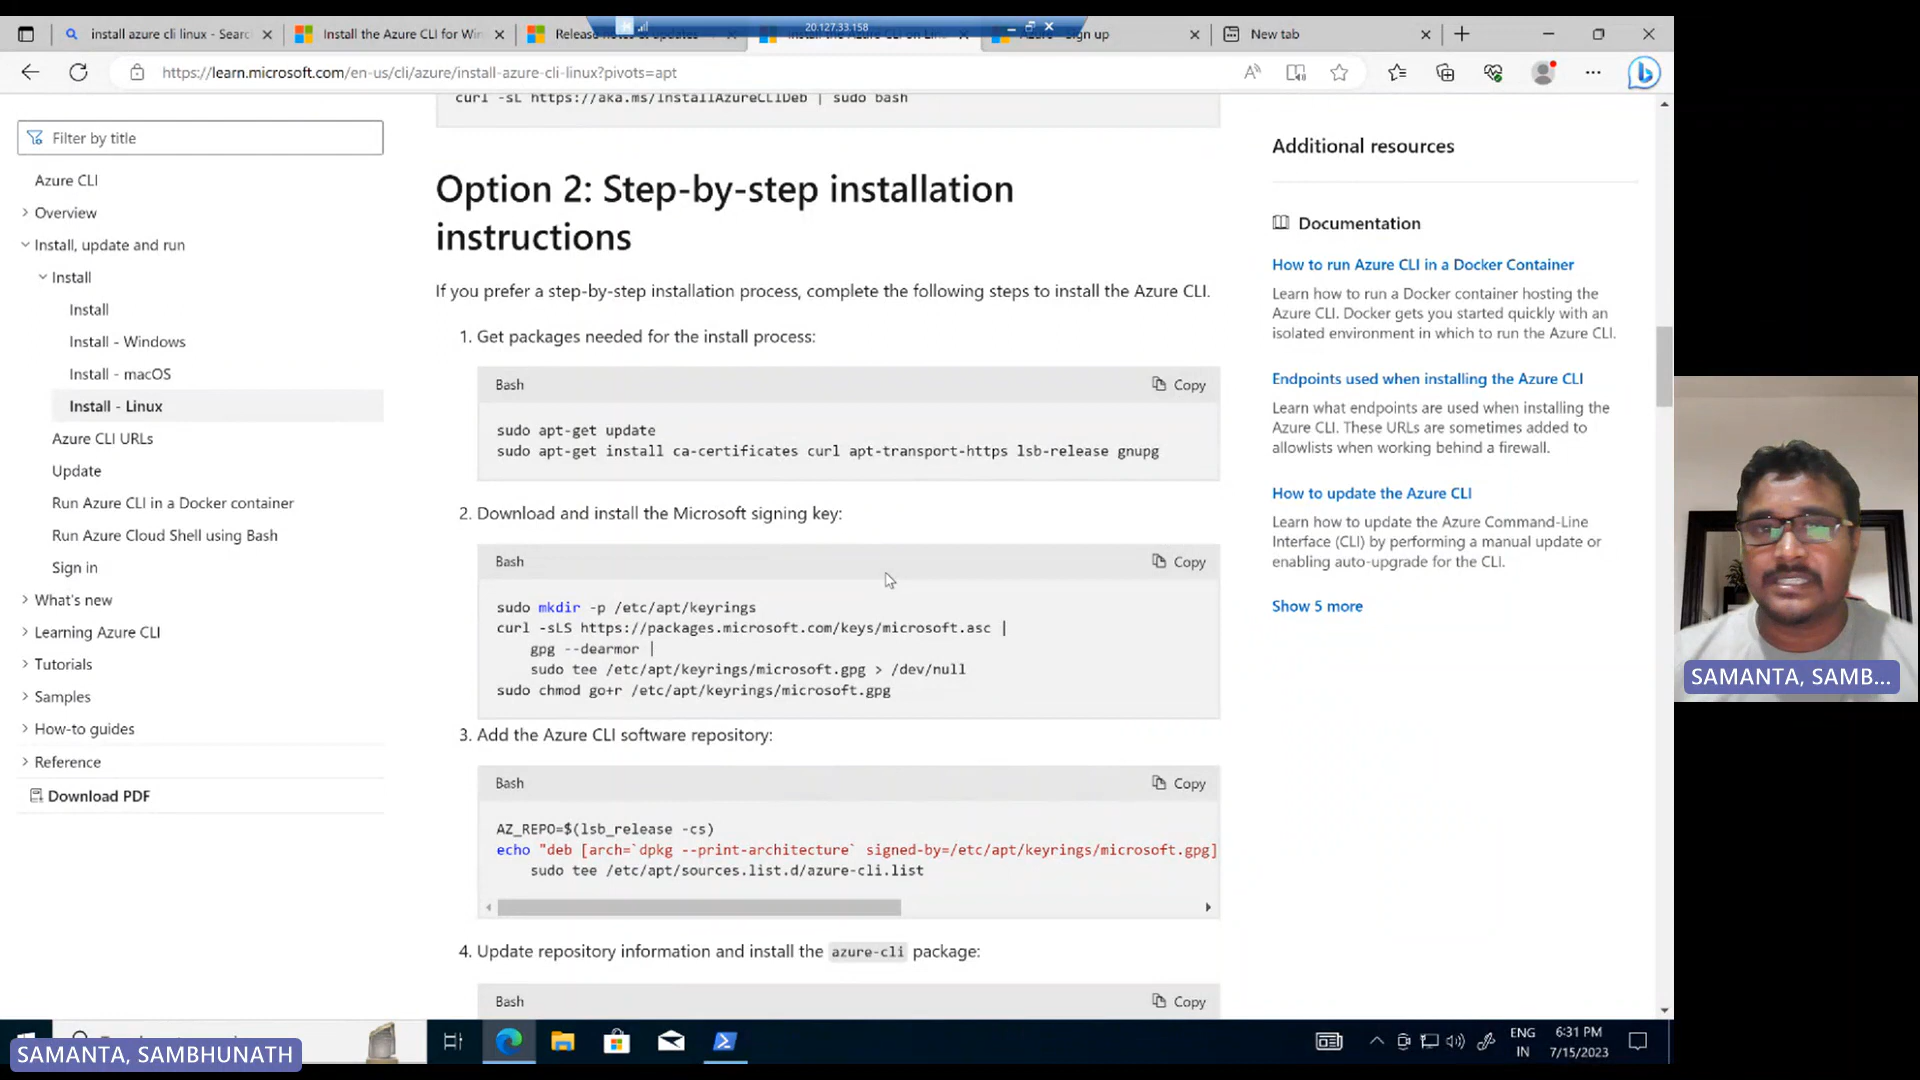 install azure cli linux - Searc
Install the Azure CLI for Win
Release notes & updates
20.127.33.158
Install the Azure CLI on Lin
Azure - Sign up
New tab
https://learn.microsoft.com/en-us/cli/azure/install-azure-cli-linux?pivots=apt
Filter by title
Azure CLI
Overview
Install, update and run
Install
Install
Install - Windows
Install - macOS
Install - Linux
Azure CLI URLs
Update
Run Azure CLI in a Docker container
Run Azure Cloud Shell using Bash
Sign in
What's new
Learning Azure CLI
Tutorials
Samples
How-to guides
Reference
Download PDF
curl -sL https://aka.ms/InstallAzureCLIDeb | sudo bash
Option 2: Step-by-step installation
instructions
If you prefer a step-by-step installation process, complete the following steps to install the Azure CLI.
1. Get packages needed for the install process:
Bash
Copy
sudo apt-get update
sudo apt-get install ca-certificates curl apt-transport-https lsb-release gnupg
2. Download and install the Microsoft signing key:
Bash
Copy
sudo mkdir -p /etc/apt/keyrings
curl -sLS https://packages.microsoft.com/keys/microsoft.asc |
gpg --dearmor |
sudo tee /etc/apt/keyrings/microsoft.gpg > /dev/null
sudo chmod go+r /etc/apt/keyrings/microsoft.gpg
3. Add the Azure CLI software repository:
Bash
Copy
AZ_REPO=$(lsb_release -cs)
echo "deb [arch=`dpkg --print-architecture` signed-by=/etc/apt/keyrings/microsoft.gpg]
sudo tee /etc/apt/sources.list.d/azure-cli.list
4. Update repository information and install the azure-cli package:
Bash
Copy
Additional resources
Documentation
How to run Azure CLI in a Docker Container
Learn how to run a Docker container hosting the
Azure CLI. Docker gets you started quickly with an
isolated environment in which to run the Azure CLI.
Endpoints used when installing the Azure CLI
Learn what endpoints are used when installing the
Azure CLI. These URLs are sometimes added to
allowlists when working behind a firewall.
How to update the Azure CLI
Learn how to update the Azure Command-Line
Interface (CLI) by performing a manual update or
enabling auto-upgrade for the CLI.
Show 5 more
SAMANTA, SAMB...
SAMANTA, SAMBHUNATH
ENG
IN
6:31 PM
7/15/2023